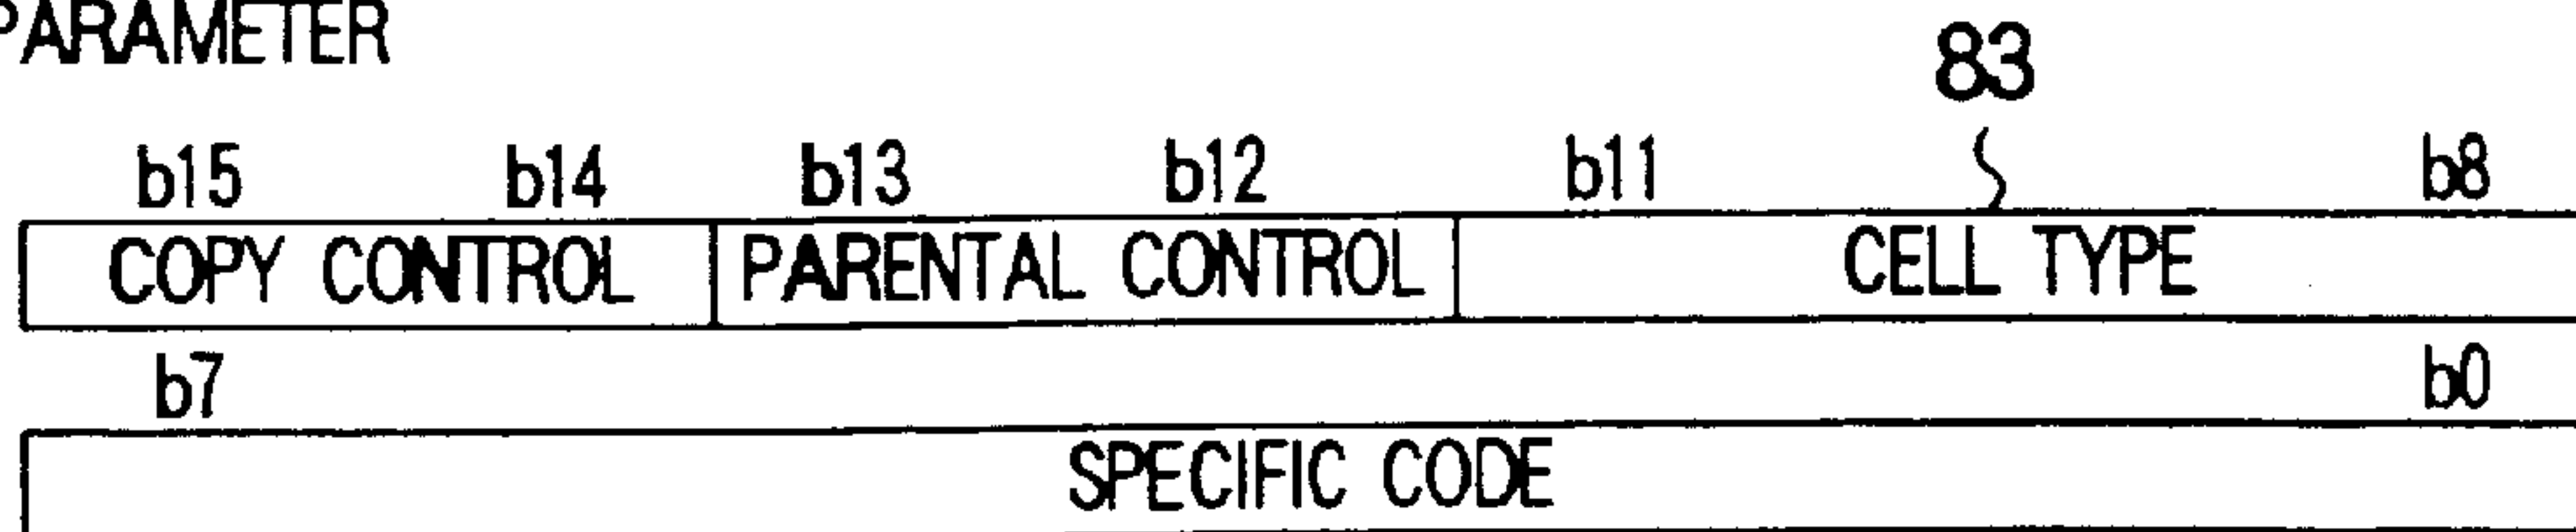 PARAMETER
83
b15 b14 b13 b12 b11 b8
COPY CONTROL PARENTAL CONTROL CELL TYPE
b7 b0
SPECIFIC CODE